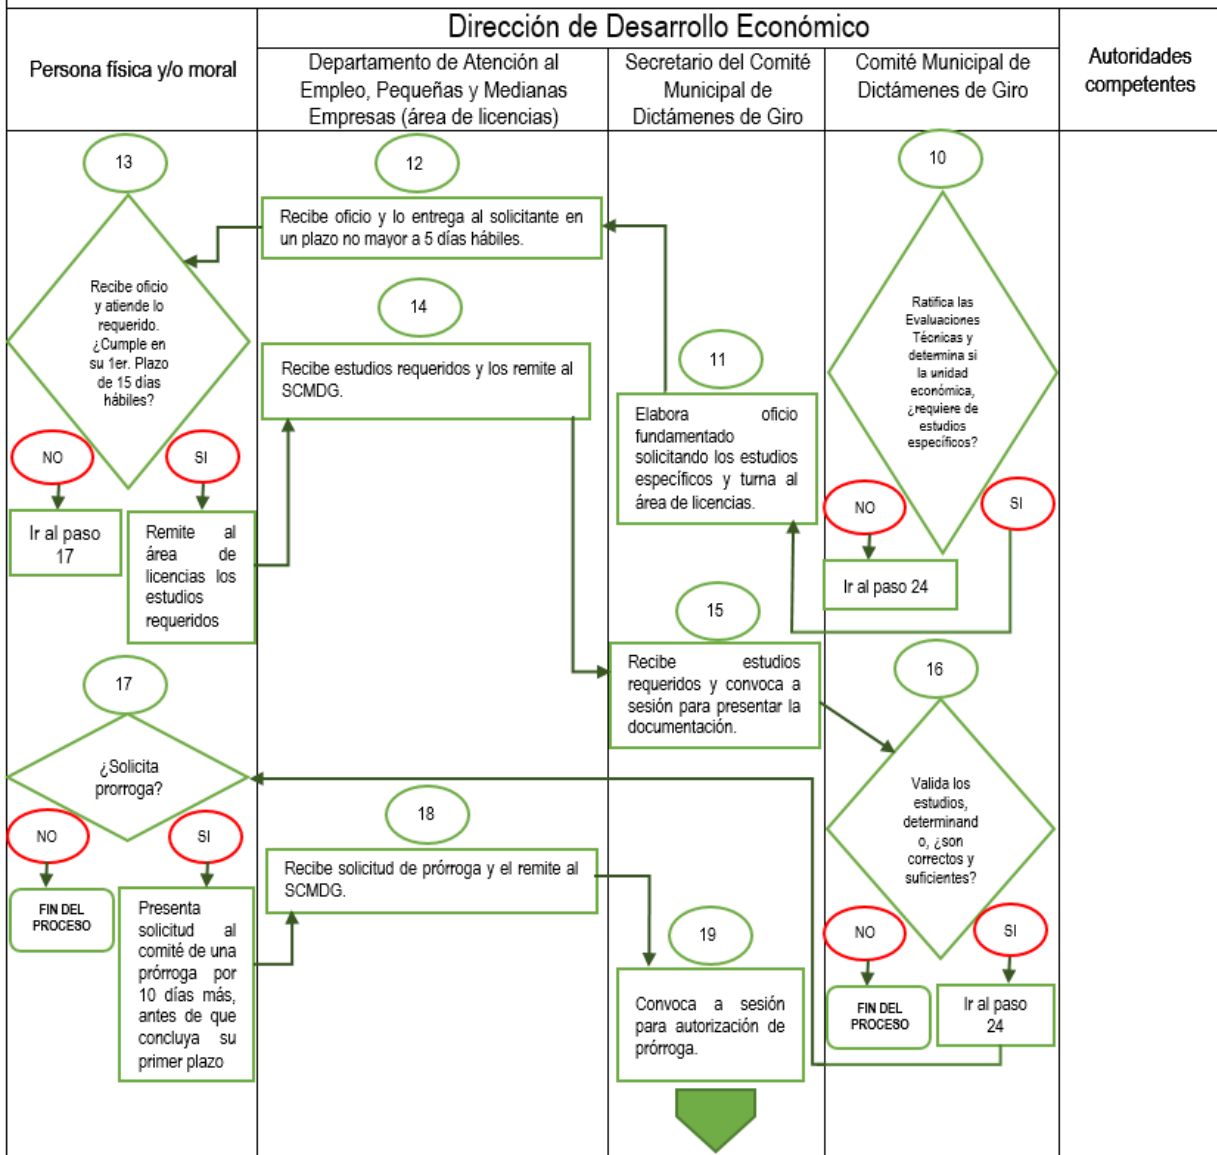 Dirección de Desarrollo Económico
Persona física y/o moral
Departamento de Atención al
Empleo, Pequeñas y Medianas
Empresas (área de licencias)
Secretario del Comité
Municipal de
Dictámenes de Giro
Comité Municipal de
Dictámenes de Giro
Autoridades
competentes
10
Ratifica las
Evaluaciones
Técnicas y
determina si
la unidad
económica,
¿requiere de
estudios
específicos?
NO
SI
Ir al paso 24
11
Elabora oficio
fundamentado
solicitando los estudios
específicos y turna al
área de licencias.
12
Recibe oficio y lo entrega al solicitante en
un plazo no mayor a 5 días hábiles.
13
Recibe oficio
y atiende lo
requerido.
¿Cumple en
su 1er. Plazo
de 15 días
hábiles?
NO
SI
Ir al paso
17
Remite al
área de
licencias los
estudios
requeridos
14
Recibe estudios requeridos y los remite al
SCMDG.
15
Recibe estudios
requeridos y convoca a
sesión para presentar la
documentación.
16
Valida los
estudios,
determinand
o, ¿son
correctos y
suficientes?
NO
SI
FIN DEL
PROCESO
Ir al paso
24
17
¿Solicita
prorroga?
NO
SI
FIN DEL
PROCESO
Presenta
solicitud al
comité de una
prórroga por
10 días más,
antes de que
concluya su
primer plazo
18
Recibe solicitud de prórroga y el remite al
SCMDG.
19
Convoca a sesión
para autorización de
prórroga.